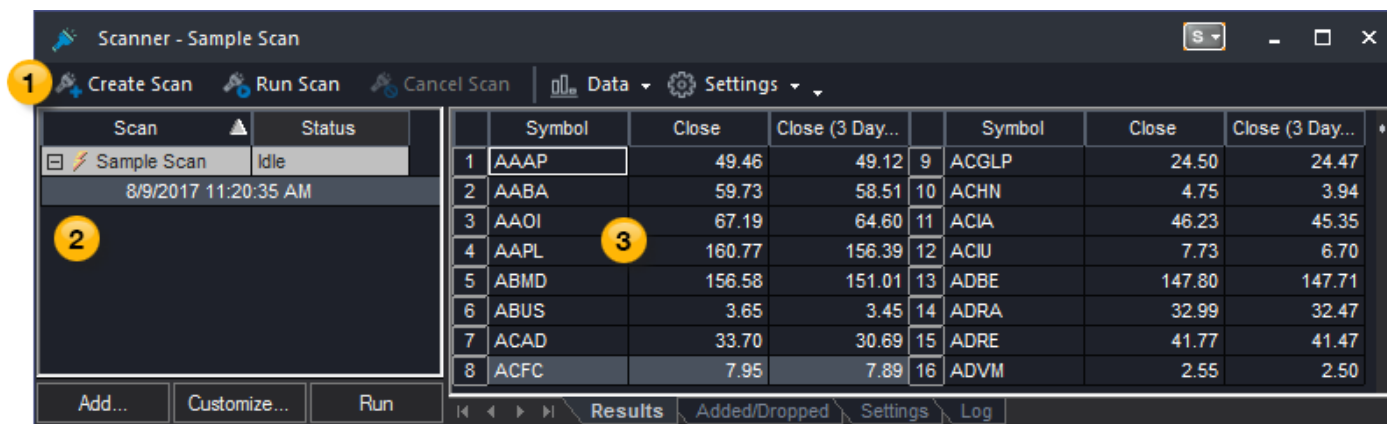 Scanner - Sample Scan S
1 Create Scan Run Scan Cancel Scan Data Settings
Scan Status
Sample Scan Idle
8/9/2017 11:20:35 AM
2
Add... Customize... Run
Symbol Close Close (3 Day... Symbol Close Close (3 Day...
1 AAAP 49.46 49.12 9 ACGLP 24.50 24.47
2 AABA 59.73 58.51 10 ACHN 4.75 3.94
3 AAOI 67.19 64.60 11 ACIA 46.23 45.35
3
4 AAPL 160.77 156.39 12 ACIU 7.73 6.70
5 ABMD 156.58 151.01 13 ADBE 147.80 147.71
6 ABUS 3.65 3.45 14 ADRA 32.99 32.47
7 ACAD 33.70 30.69 15 ADRE 41.77 41.47
8 ACFC 7.95 7.89 16 ADVM 2.55 2.50
Results Added/Dropped Settings Log